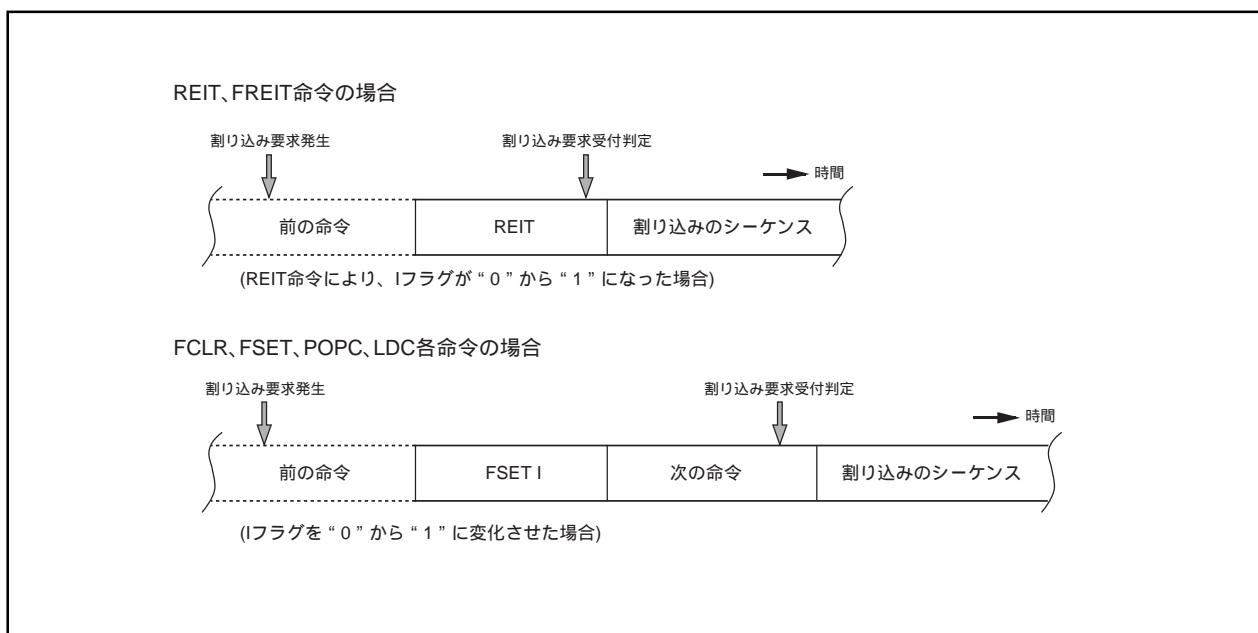 REIT、FREIT命令の場合
割り込み要求発生 割り込み要求受付判定
時間
前の命令 REIT 割り込みのシーケンス
(REIT命令により、Iフラグが“0”から“1”になった場合)
FCLR、FSET、POPC、LDC各命令の場合
割り込み要求発生 割り込み要求受付判定
時間
前の命令 FSET I 次の命令 割り込みのシーケンス
(Iフラグを“0”から“1”に変化させた場合)